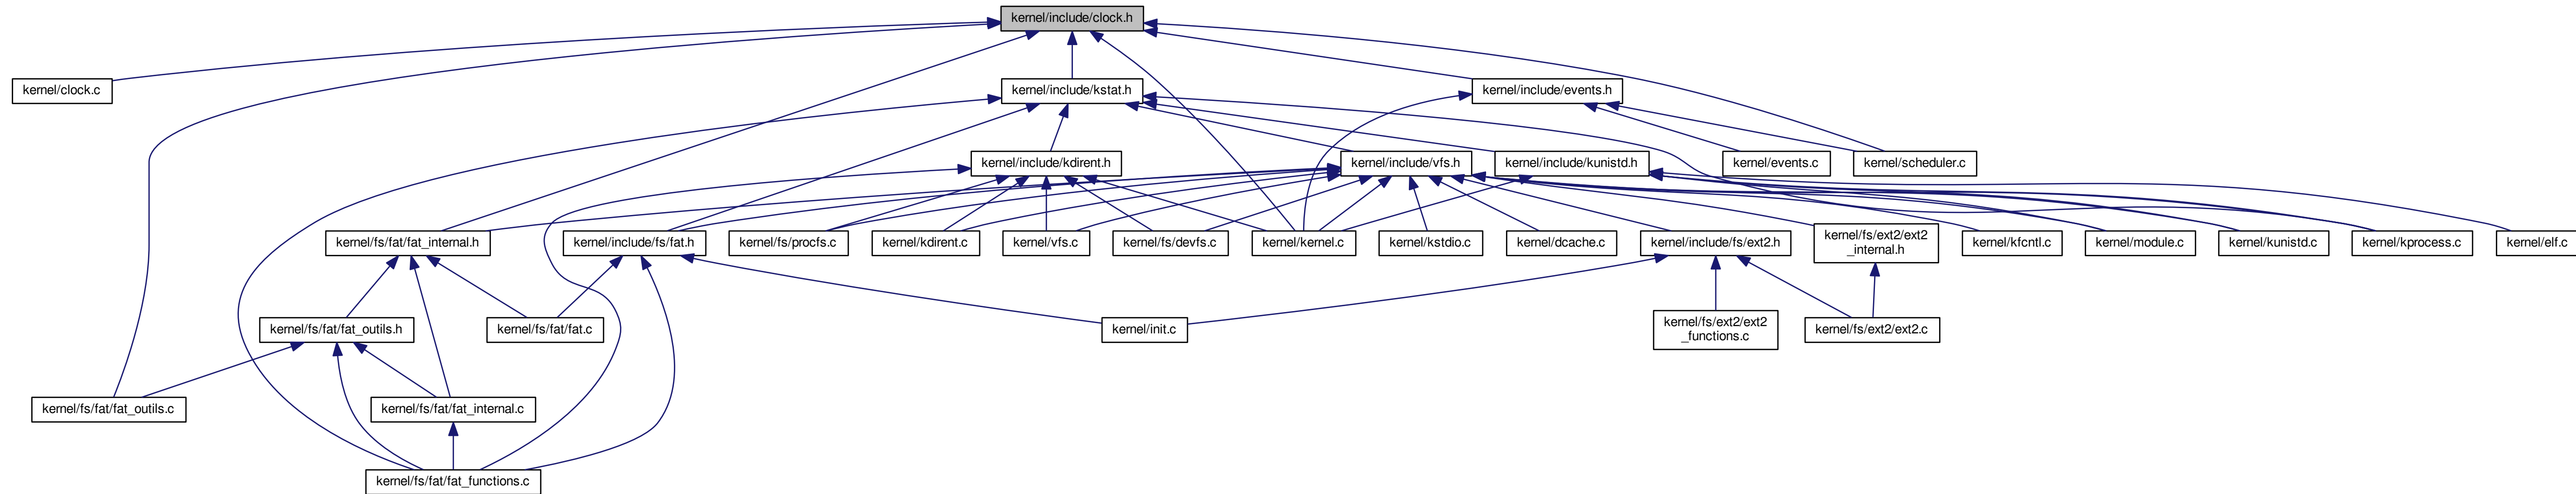 kernel/include/clock.h
kernel/clock.c
kernel/include/kstat.h
kernel/include/events.h
kernel/include/kdirent.h
kernel/include/vfs.h
kernel/include/kunistd.h
kernel/events.c
kernel/scheduler.c
kernel/fs/fat/fat_internal.h
kernel/include/fs/fat.h
kernel/fs/procfs.c
kernel/kdirent.c
kernel/vfs.c
kernel/fs/devfs.c
kernel/kernel.c
kernel/kstdio.c
kernel/dcache.c
kernel/include/fs/ext2.h
kernel/fs/ext2/ext2
_internal.h
kernel/kfcntl.c
kernel/module.c
kernel/kunistd.c
kernel/kprocess.c
kernel/elf.c
kernel/fs/fat/fat_outils.h
kernel/fs/fat/fat.c
kernel/init.c
kernel/fs/ext2/ext2
_functions.c
kernel/fs/ext2/ext2.c
kernel/fs/fat/fat_outils.c
kernel/fs/fat/fat_internal.c
kernel/fs/fat/fat_functions.c